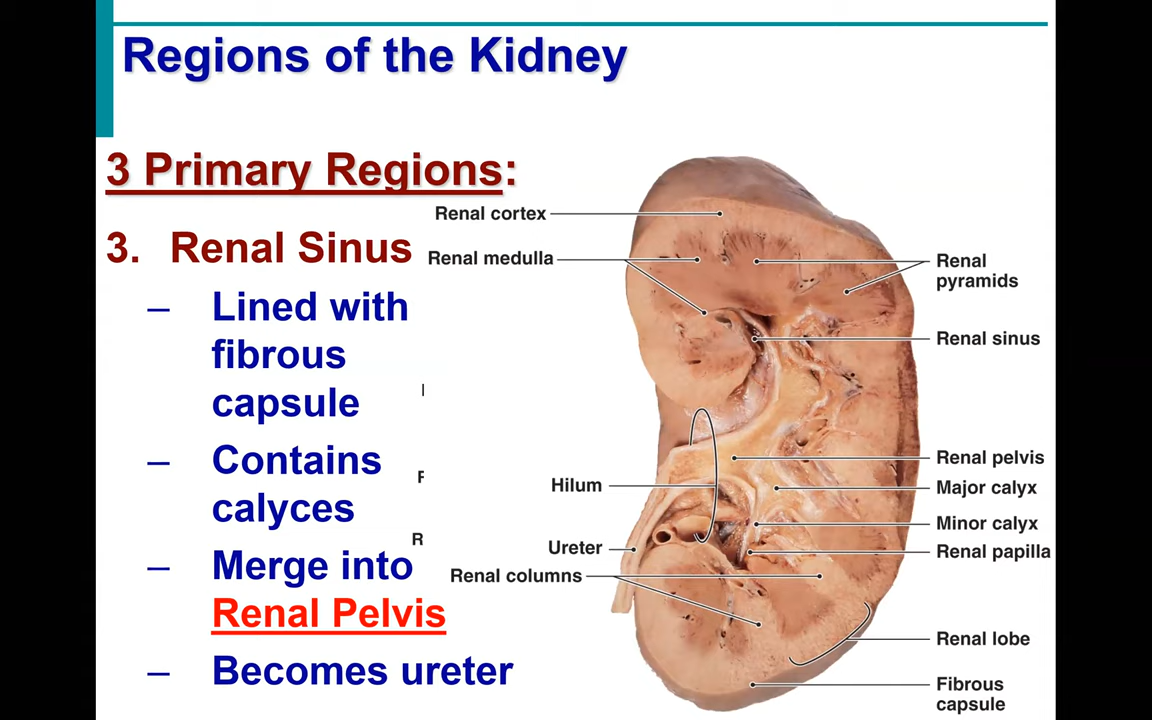 Regions of the Kidney
3 Primary Regions:
3. Renal Sinus
– Lined with
fibrous
capsule
– Contains
calyces
– Merge into
Renal Pelvis
– Becomes ureter
Renal cortex
Renal medulla
Hilum
Ureter
Renal columns
Renal
pyramids
Renal sinus
Renal pelvis
Major calyx
Minor calyx
Renal papilla
Renal lobe
Fibrous
capsule
R